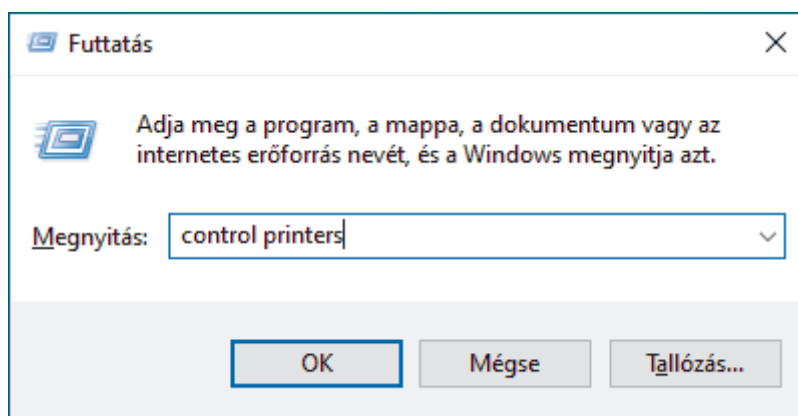 Futtatás
Adja meg a program, a mappa, a dokumentum vagy az
internetes erőforrás nevét, és a Windows megnyitja azt.
Megnyitás: control printers
OK Mégse Tallózás...